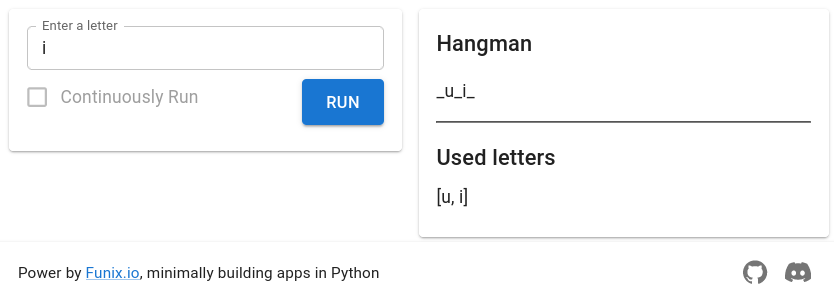 Enter a letter
i
Continuously Run
RUN
Hangman
_u_i_
Used letters
[u, i]
Power by Funix.io, minimally building apps in Python